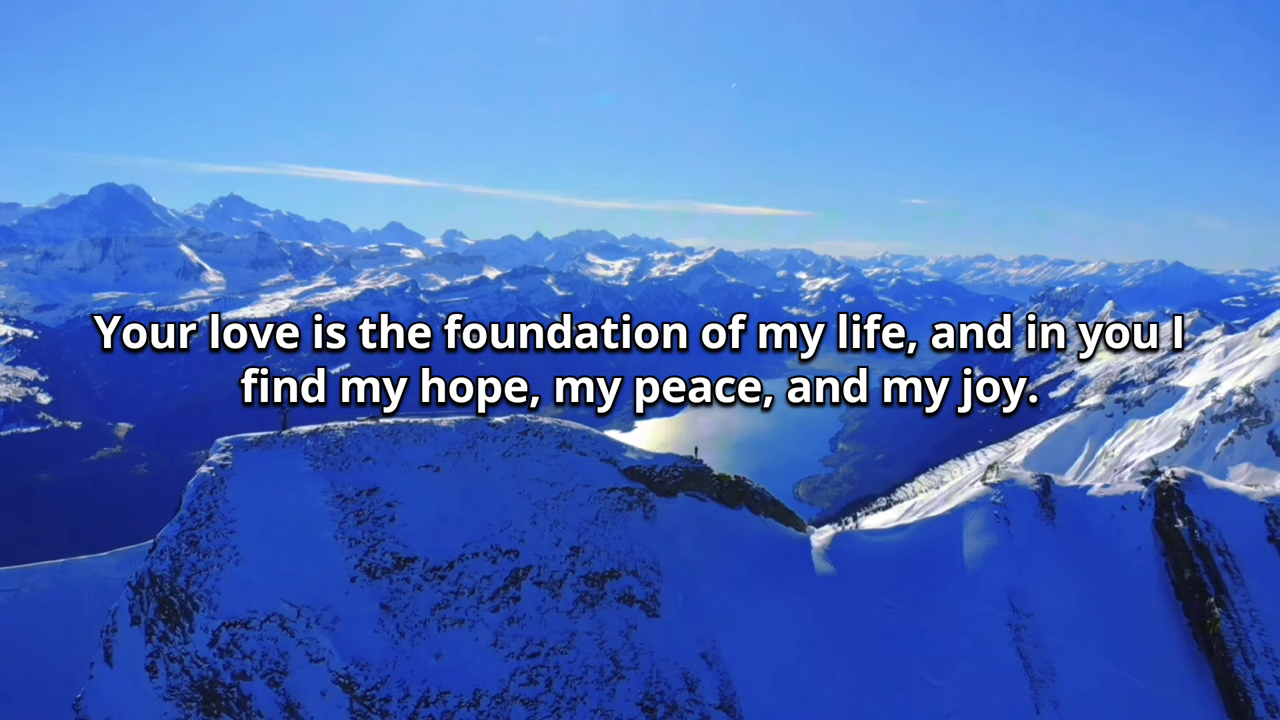 Your love is the foundation of my life, and in you I
find my hope, my peace, and my joy.